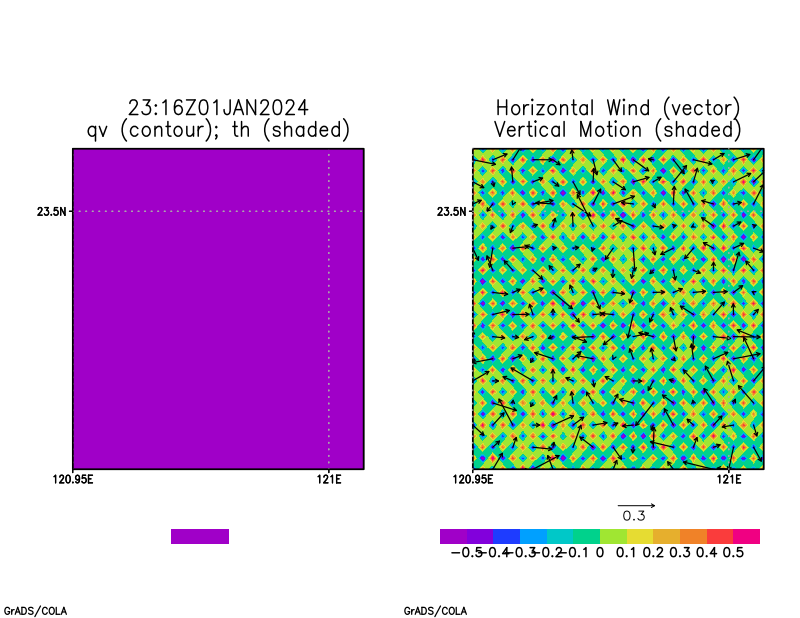 23:16Z01JAN2024
qv (contour); th (shaded)
23.5N
120.95E 121E
Horizontal Wind (vector)
Vertical Motion (shaded)
23.5N
120.95E 121E
0.3
-0.5 -0.4 -0.3 -0.2 -0.1 0 0.1 0.2 0.3 0.4 0.5
GrADS/COLA GrADS/COLA